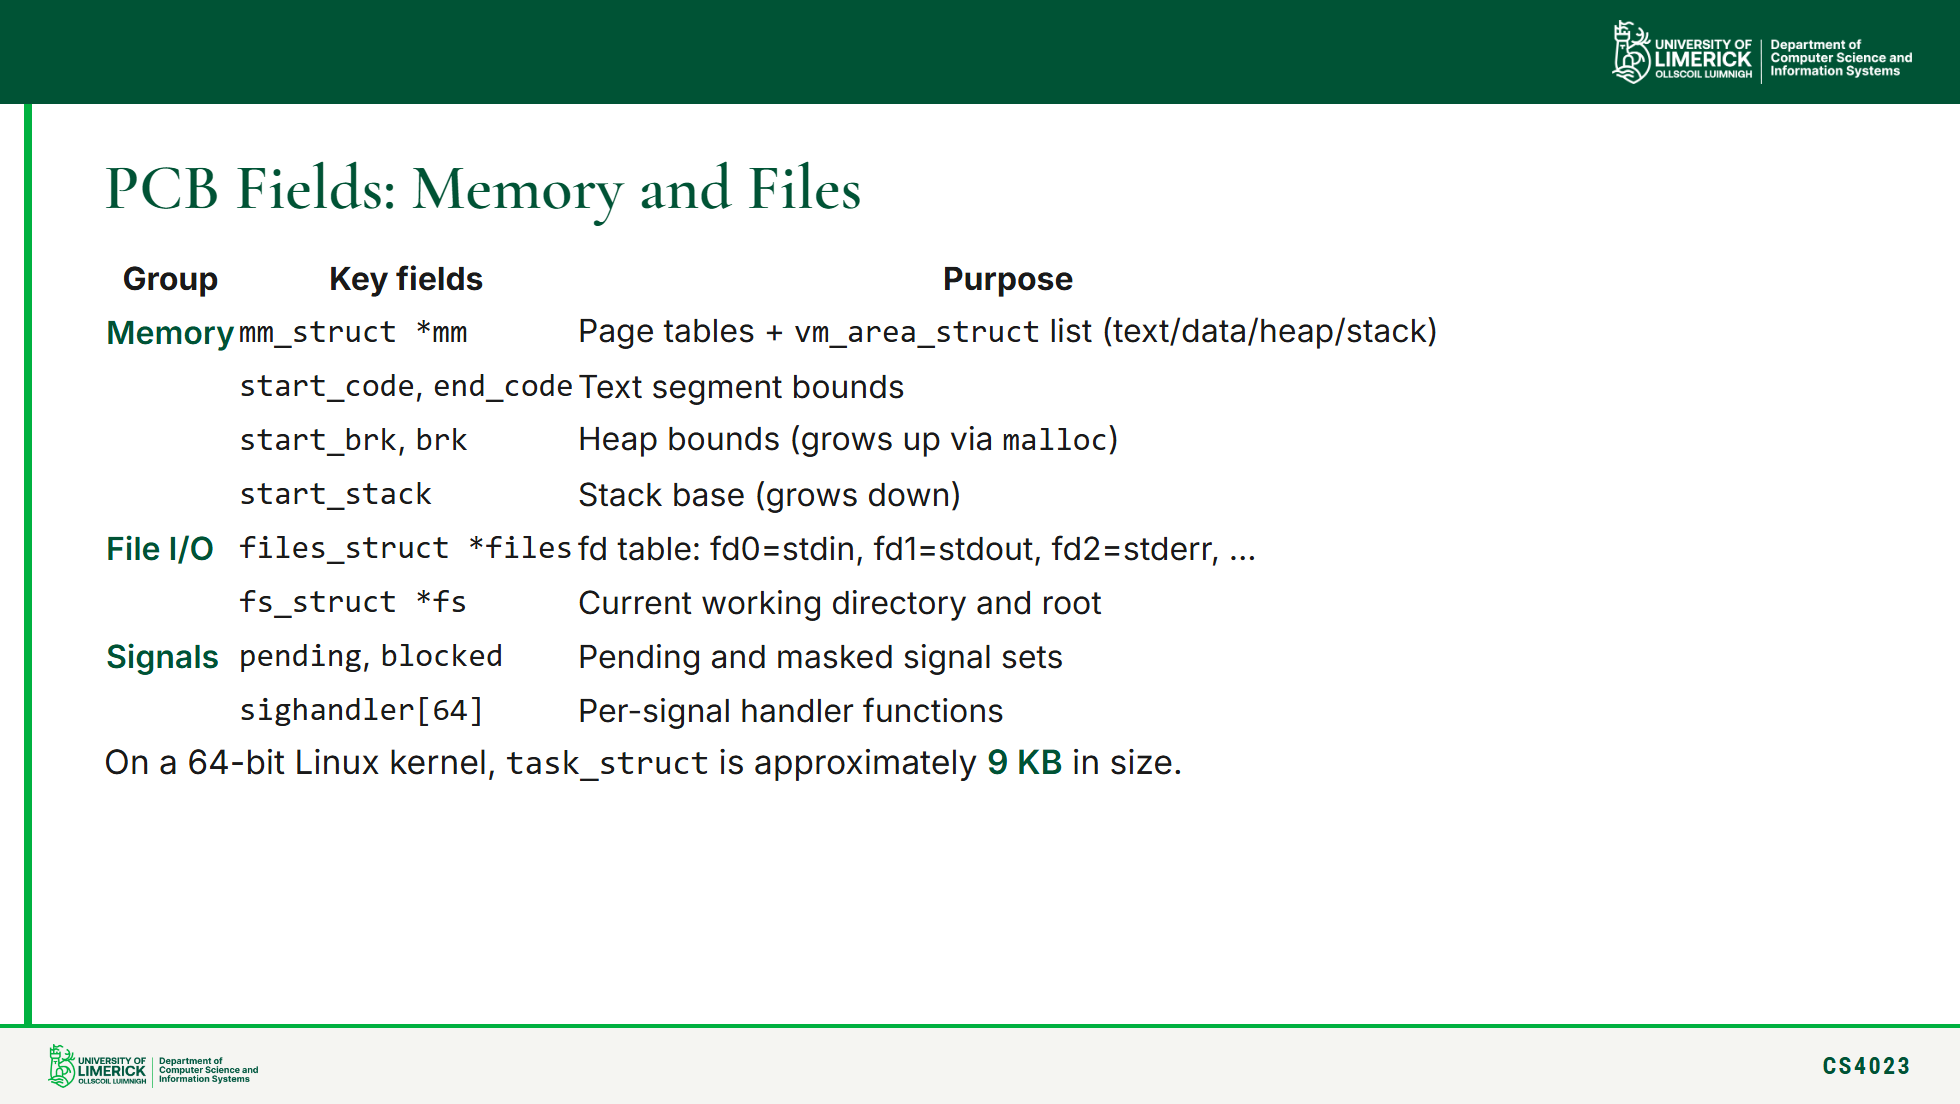 UNIVERSITY OF
LIMERICK
OLLSCOIL LUIMNIGH
Department of
Computer Science and
Information Systems
PCB Fields: Memory and Files
Group Key fields Purpose
Memory mm_struct *mm Page tables + vm_area_struct list (text/data/heap/stack)
start_code, end_code Text segment bounds
start_brk, brk Heap bounds (grows up via malloc)
start_stack Stack base (grows down)
File I/O files_struct *files fd table: fd0=stdin, fd1=stdout, fd2=stderr, ...
fs_struct *fs Current working directory and root
Signals pending, blocked Pending and masked signal sets
sighandler[64] Per-signal handler functions
On a 64-bit Linux kernel, task_struct is approximately 9 KB in size.
UNIVERSITY OF
LIMERICK
OLLSCOIL LUIMNIGH
Department of
Computer Science and
Information Systems
CS4023